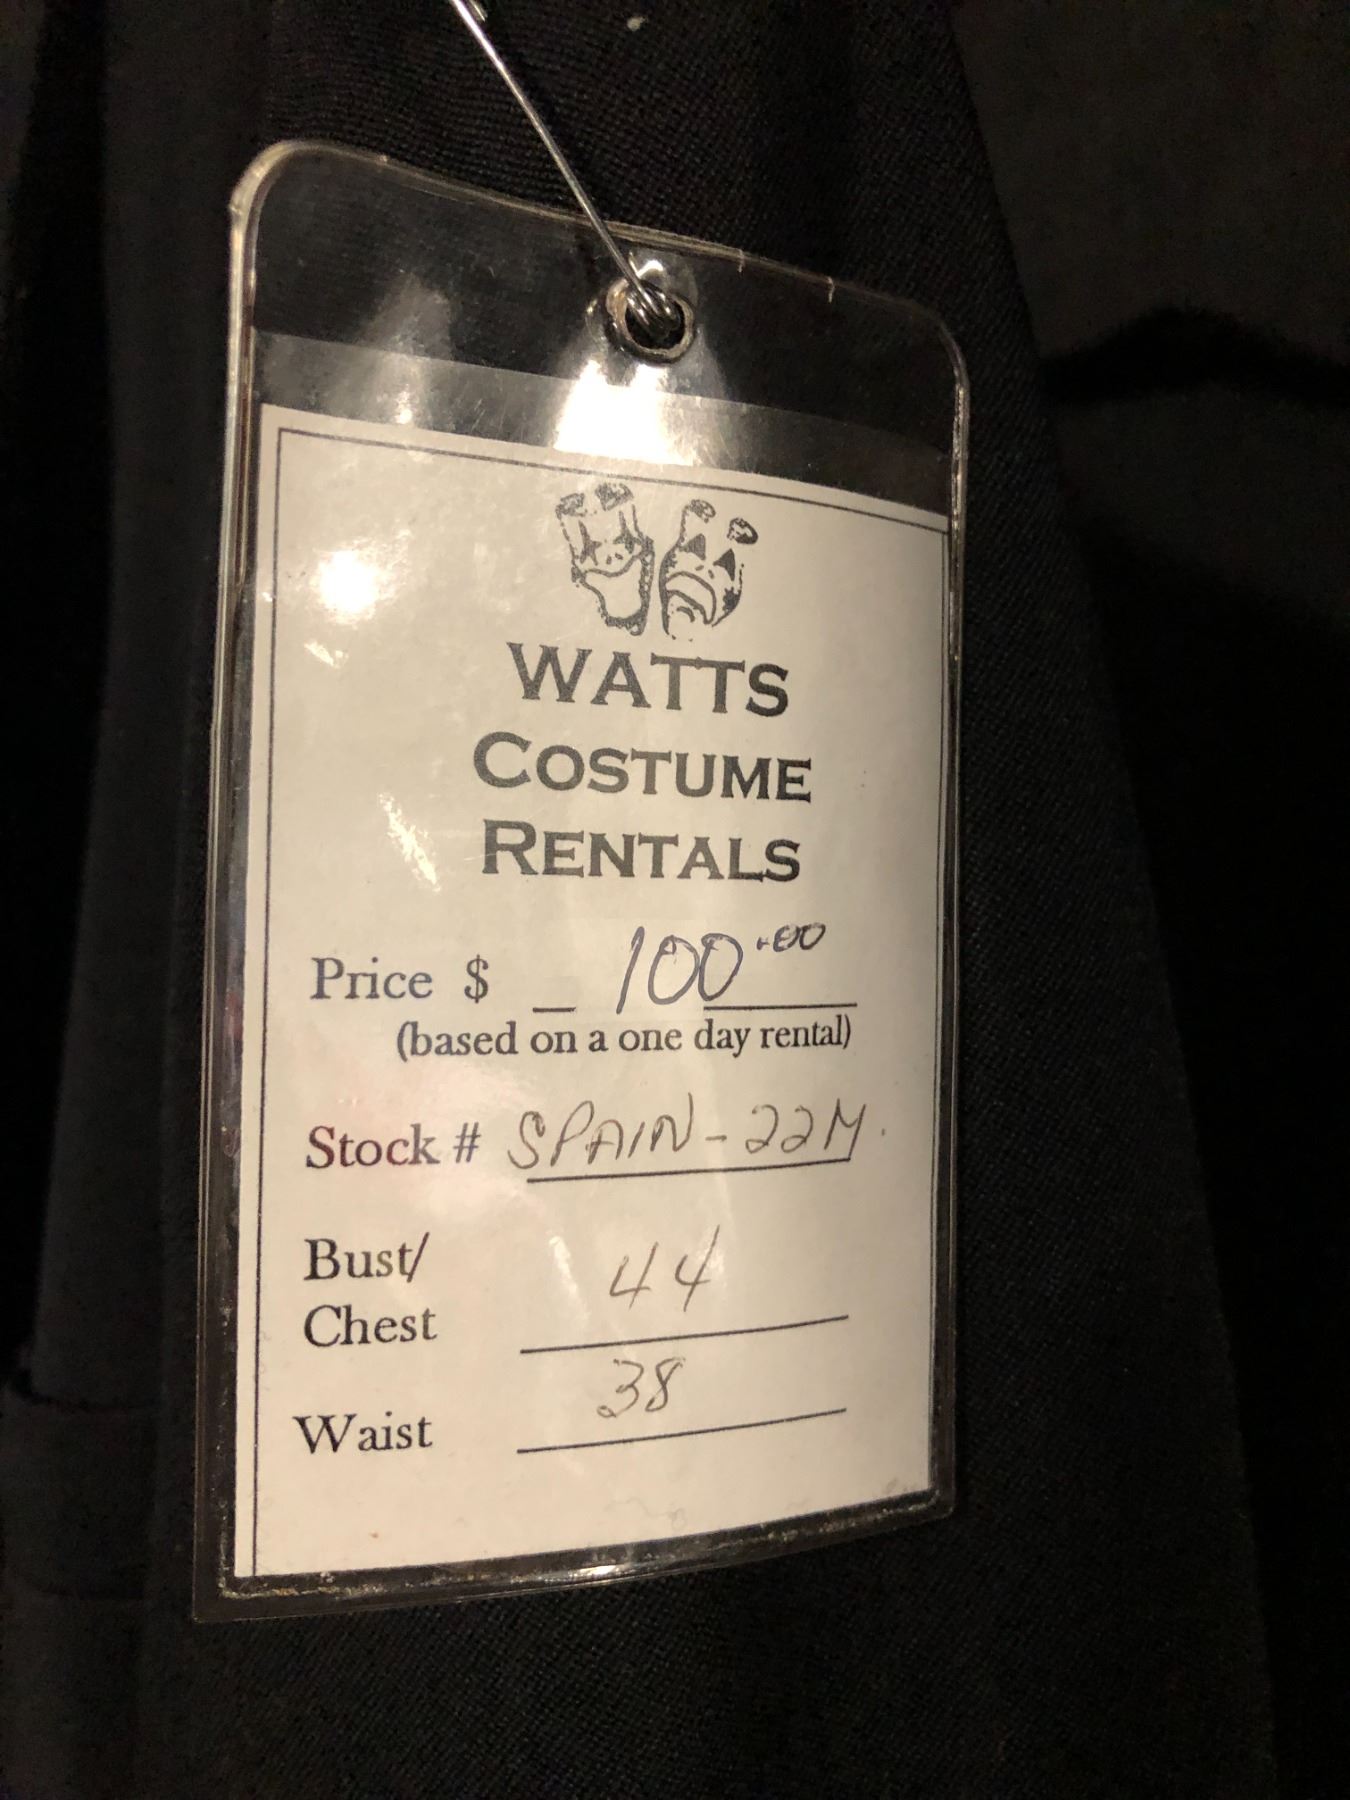 WATTS
COSTUME
RENTALS
Price $ 100.00
(based on a one day rental)
Stock # SPAIN-22M.
Bust/
Chest 44
Waist 38